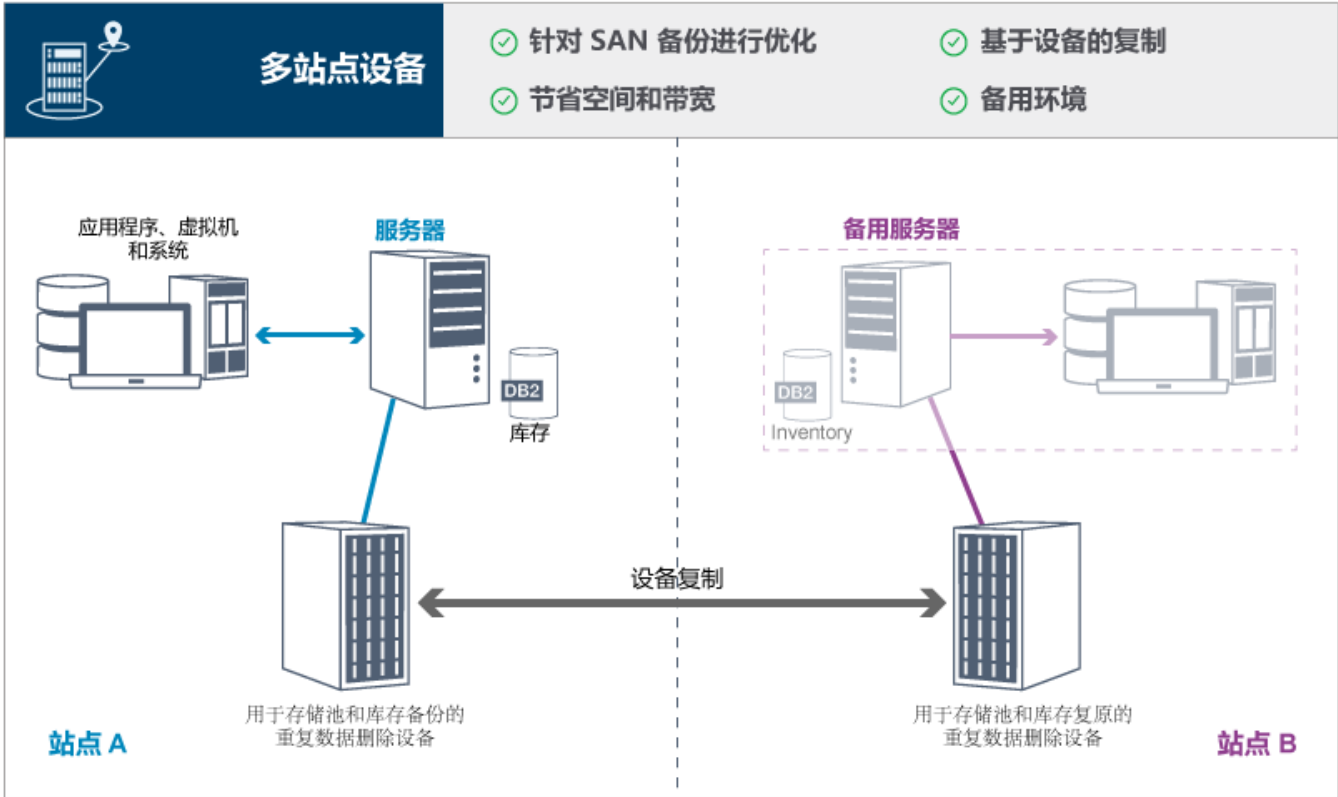 多站点设备
针对 SAN 备份进行优化
基于设备的复制
节省空间和带宽
备用环境
应用程序、虚拟机
和系统
服务器
DB2
库存
备用服务器
DB2
Inventory
设备复制
用于存储池和库存备份的
重复数据删除设备
用于存储池和库存复原的
重复数据删除设备
站点 A
站点 B